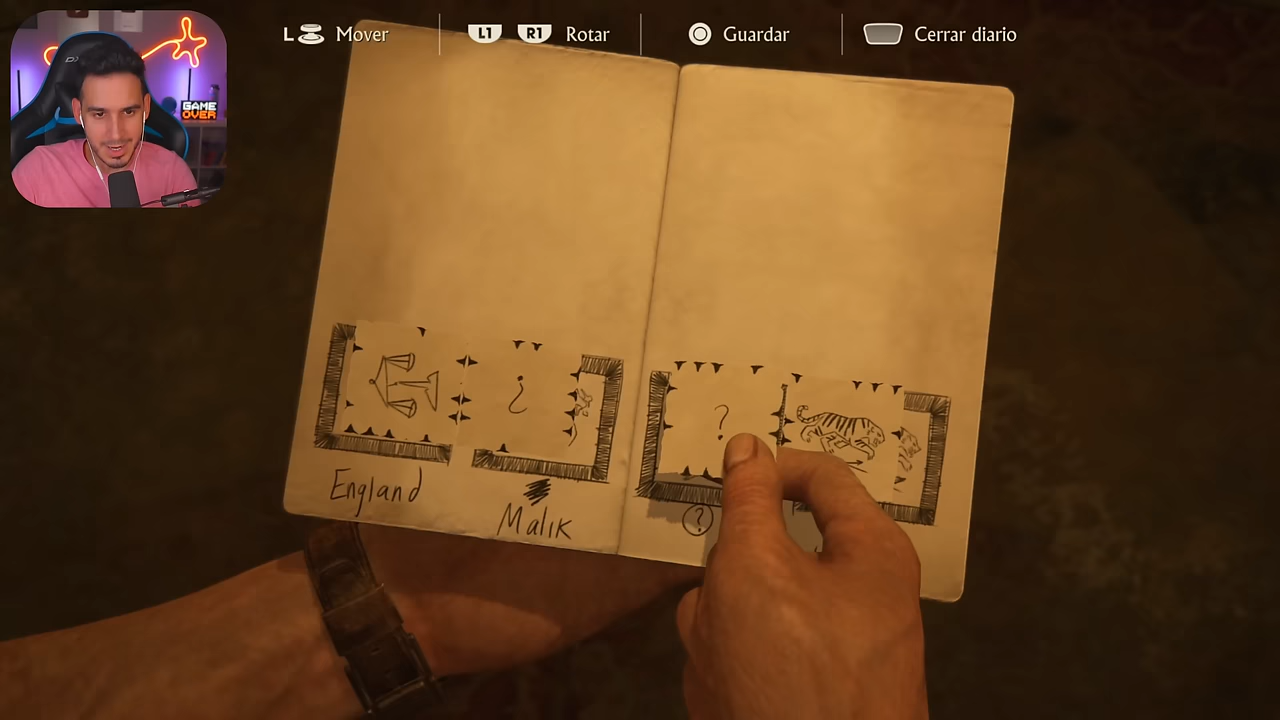 L Mover
L1 R1 Rotar
Guardar
Cerrar diario
GAME
OVER
¿
?
England
Malik
?